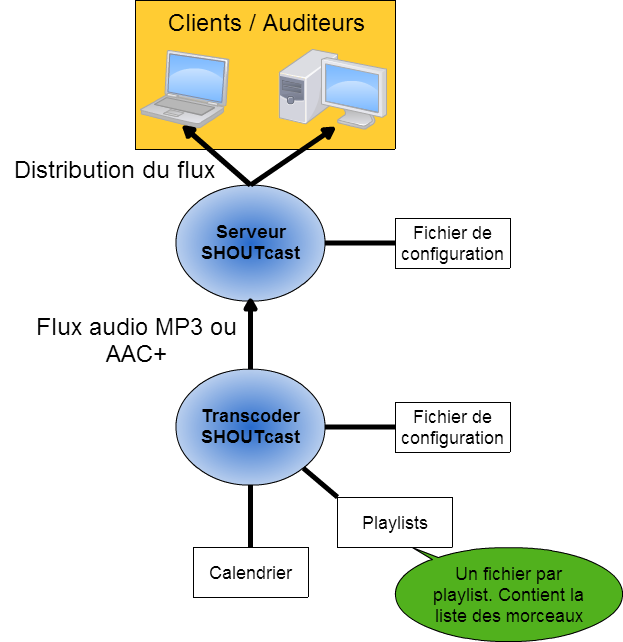 Clients / Auditeurs
Distribution du flux
Serveur
SHOUTcast
Fichier de
configuration
Flux audio MP3 ou
AAC+
Transcoder
SHOUTcast
Fichier de
configuration
Playlists
Calendrier
Un fichier par
playlist. Contient la
liste des morceaux